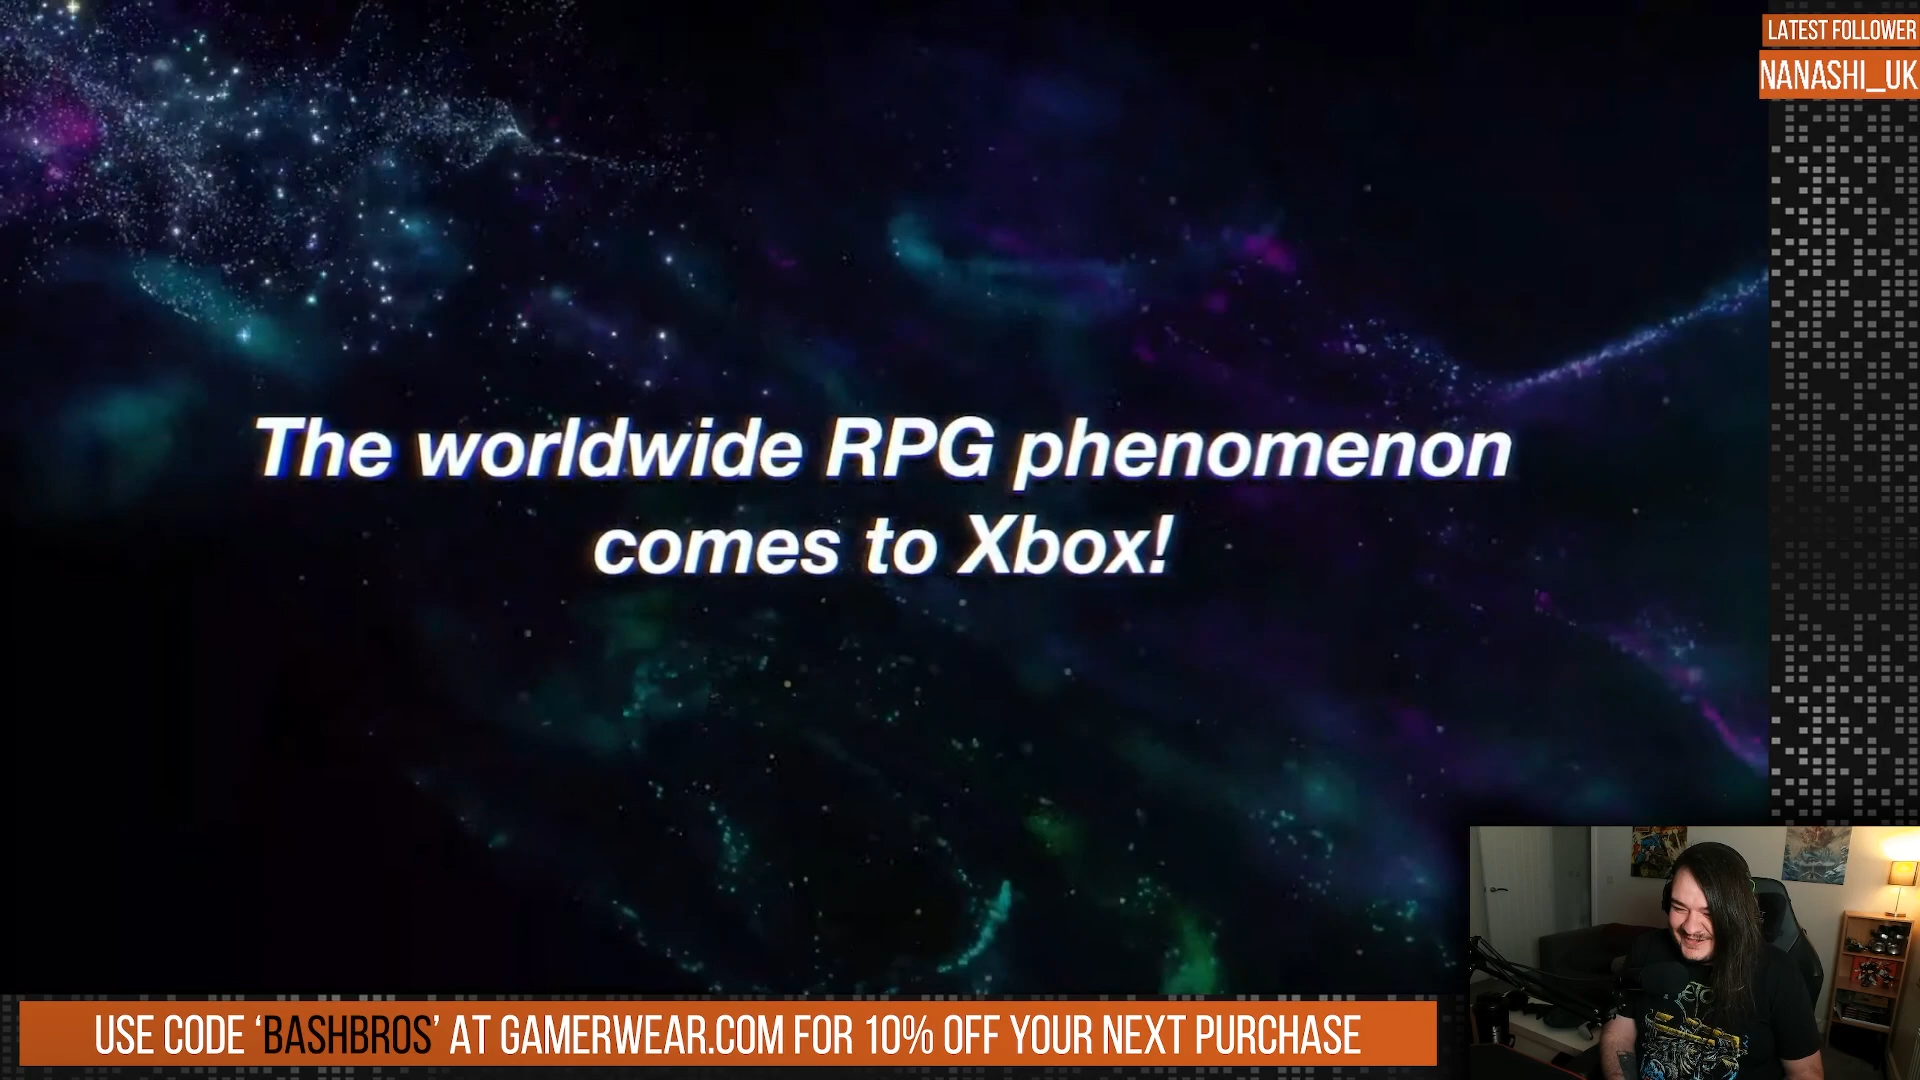 LATEST FOLLOWER
NANASHI_UK
The worldwide RPG phenomenon
comes to Xbox!
USE CODE ‘BASHBROS’ AT GAMERWEAR.COM FOR 10% OFF YOUR NEXT PURCHASE